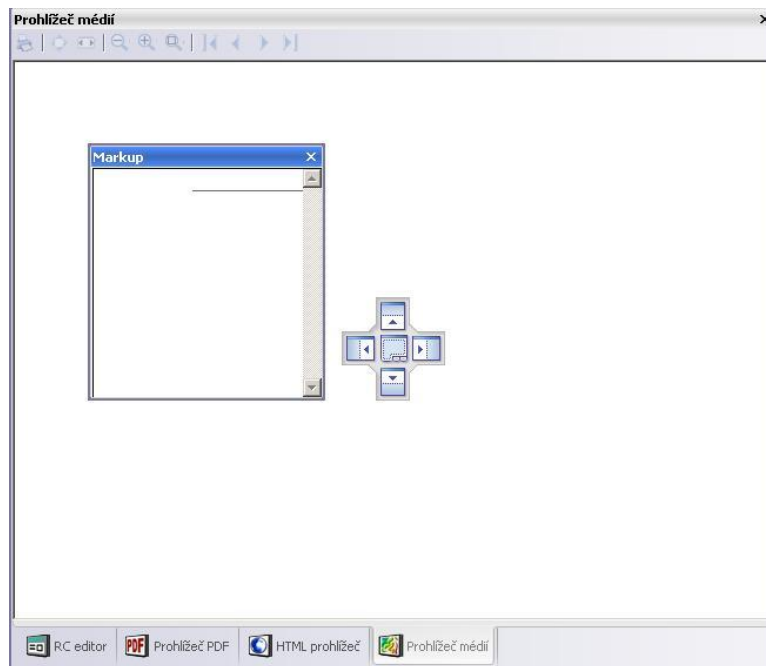 Prohlížeč médií
Markup
RC editor
PDF Prohlížeč PDF
HTML prohlížeč
Prohlížeč médií